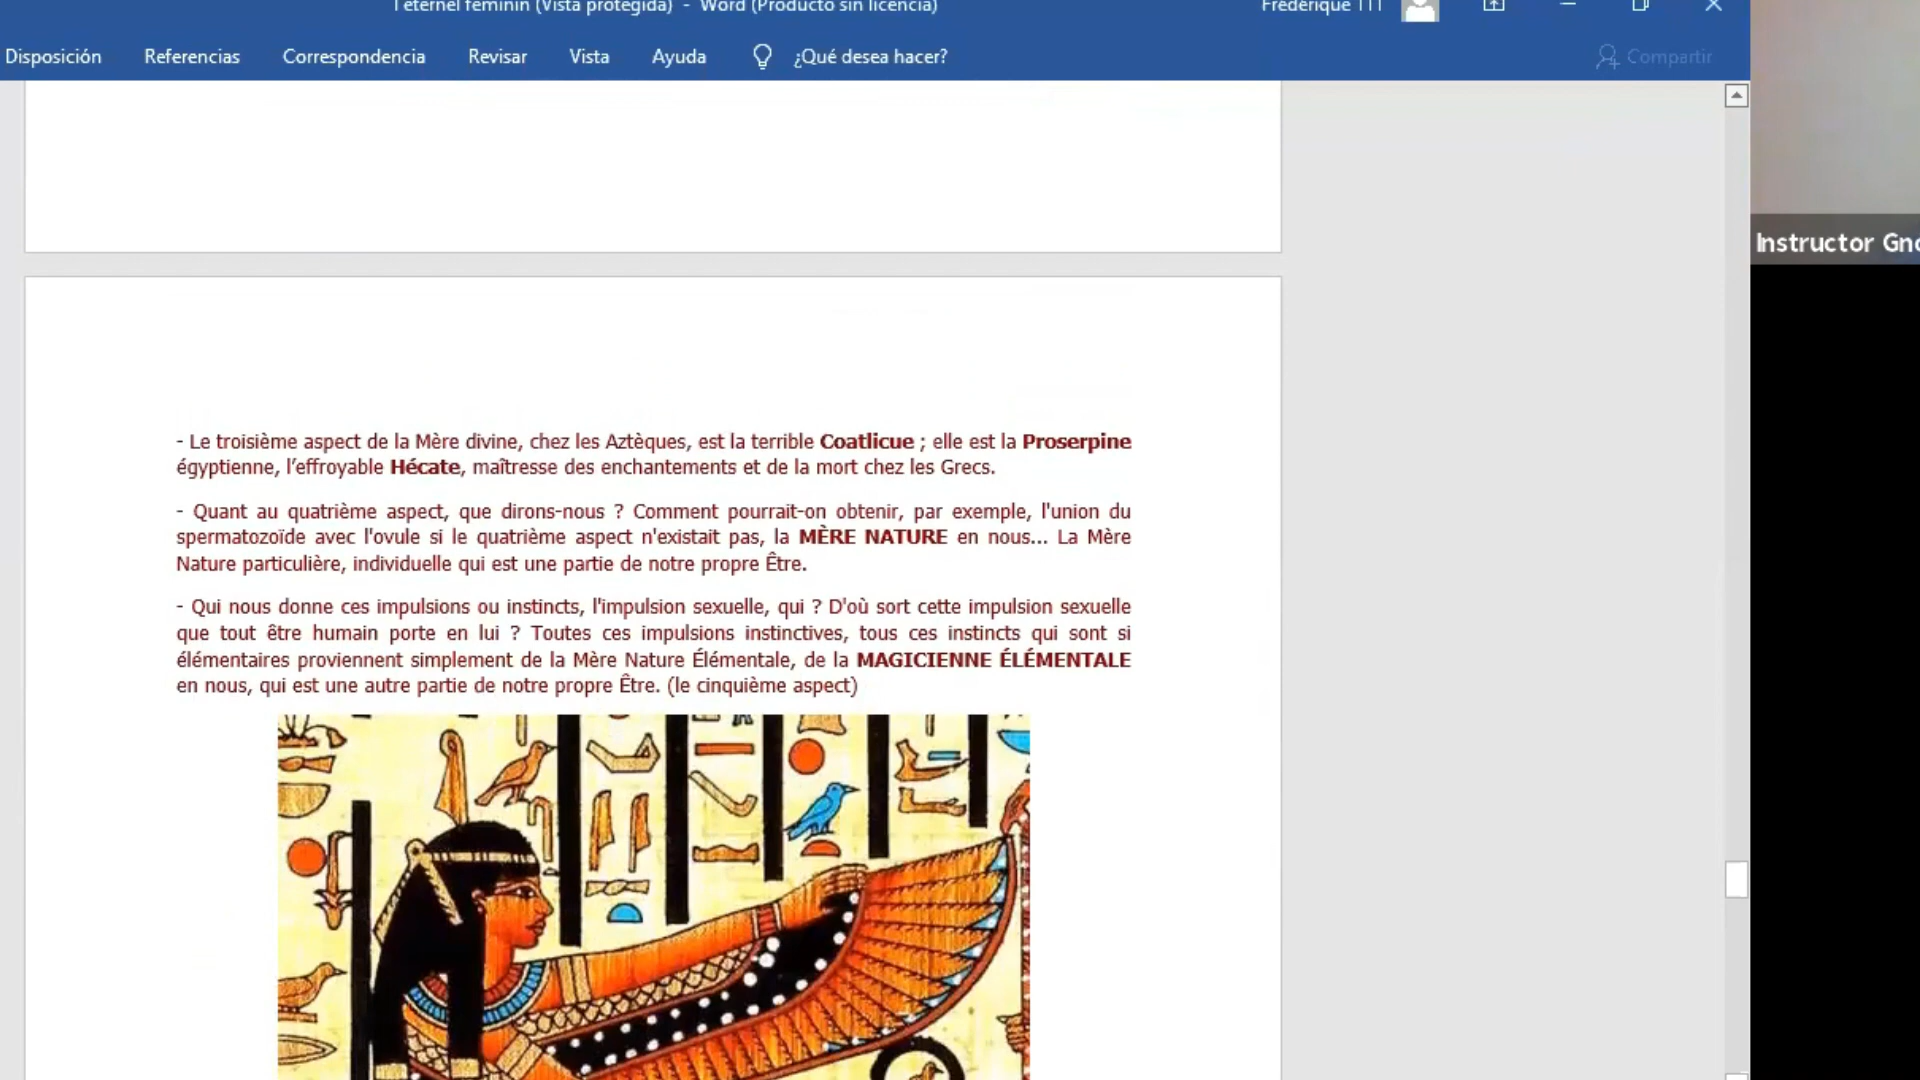 l'éternel féminin (Vista protegida) - Word (Producto sin licencia)
Frédérique TTT
Disposición Referencias Correspondencia Revisar Vista Ayuda ¿Qué desea hacer? Compartir
Instructor Gno
- Le troisième aspect de la Mère divine, chez les Aztèques, est la terrible Coatlicue ; elle est la Proserpine
égyptienne, l'effroyable Hécate, maîtresse des enchantements et de la mort chez les Grecs.
- Quant au quatrième aspect, que dirons-nous ? Comment pourrait-on obtenir, par exemple, l'union du
spermatozoïde avec l'ovule si le quatrième aspect n'existait pas, la MÈRE NATURE en nous... La Mère
Nature particulière, individuelle qui est une partie de notre propre Être.
- Qui nous donne ces impulsions ou instincts, l'impulsion sexuelle, qui ? D'où sort cette impulsion sexuelle
que tout être humain porte en lui ? Toutes ces impulsions instinctives, tous ces instincts qui sont si
élémentaires proviennent simplement de la Mère Nature Élémentale, de la MAGICIENNE ÉLÉMENTALE
en nous, qui est une autre partie de notre propre Être. (le cinquième aspect)